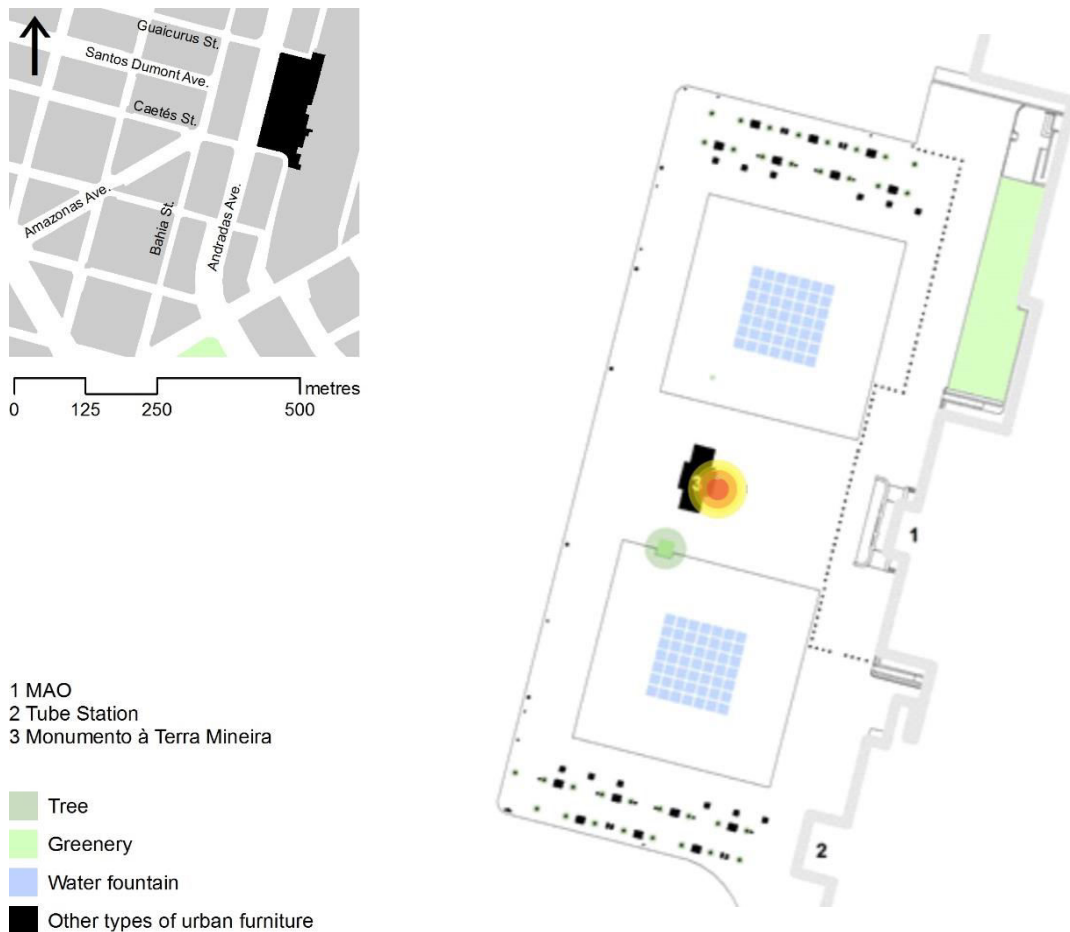 Guaicurus St.
Santos Dumont Ave.
Caetés St.
Amazonas Ave.
Bahia St.
Andradas Ave.
metres
0 125 250 500
3
1
2
1 MAO
2 Tube Station
3 Monumento à Terra Mineira
Tree
Greenery
Water fountain
Other types of urban furniture